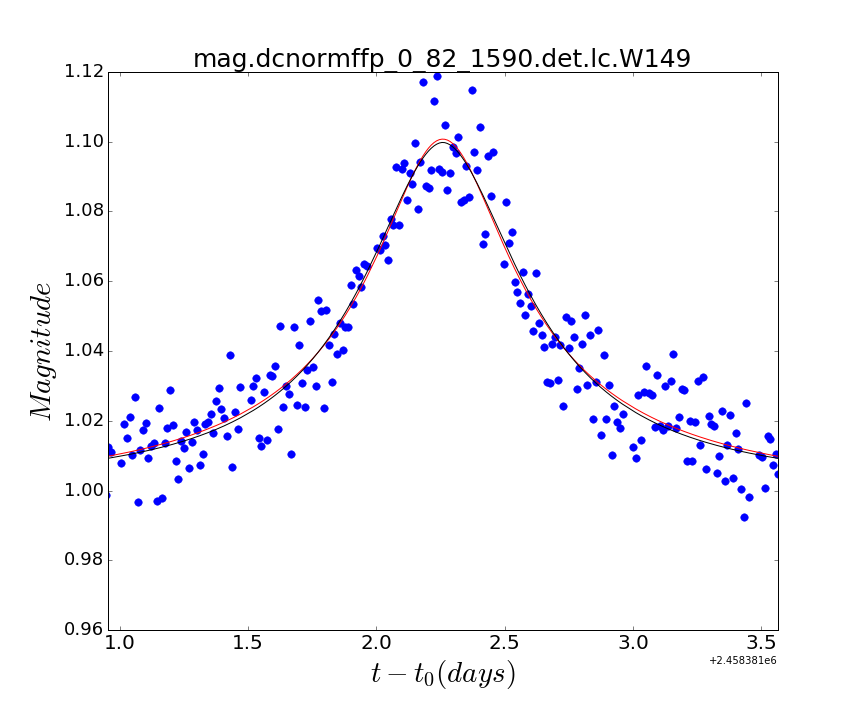 mag.dcnormffp_0_82_1590.det.lc.W149
1.12
1.10
1.08
1.06
1.04
1.02
1.00
0.98
0.96
Magnitude
1.0 1.5 2.0 2.5 3.0 3.5
+2.458381e6
t − t₀(days)